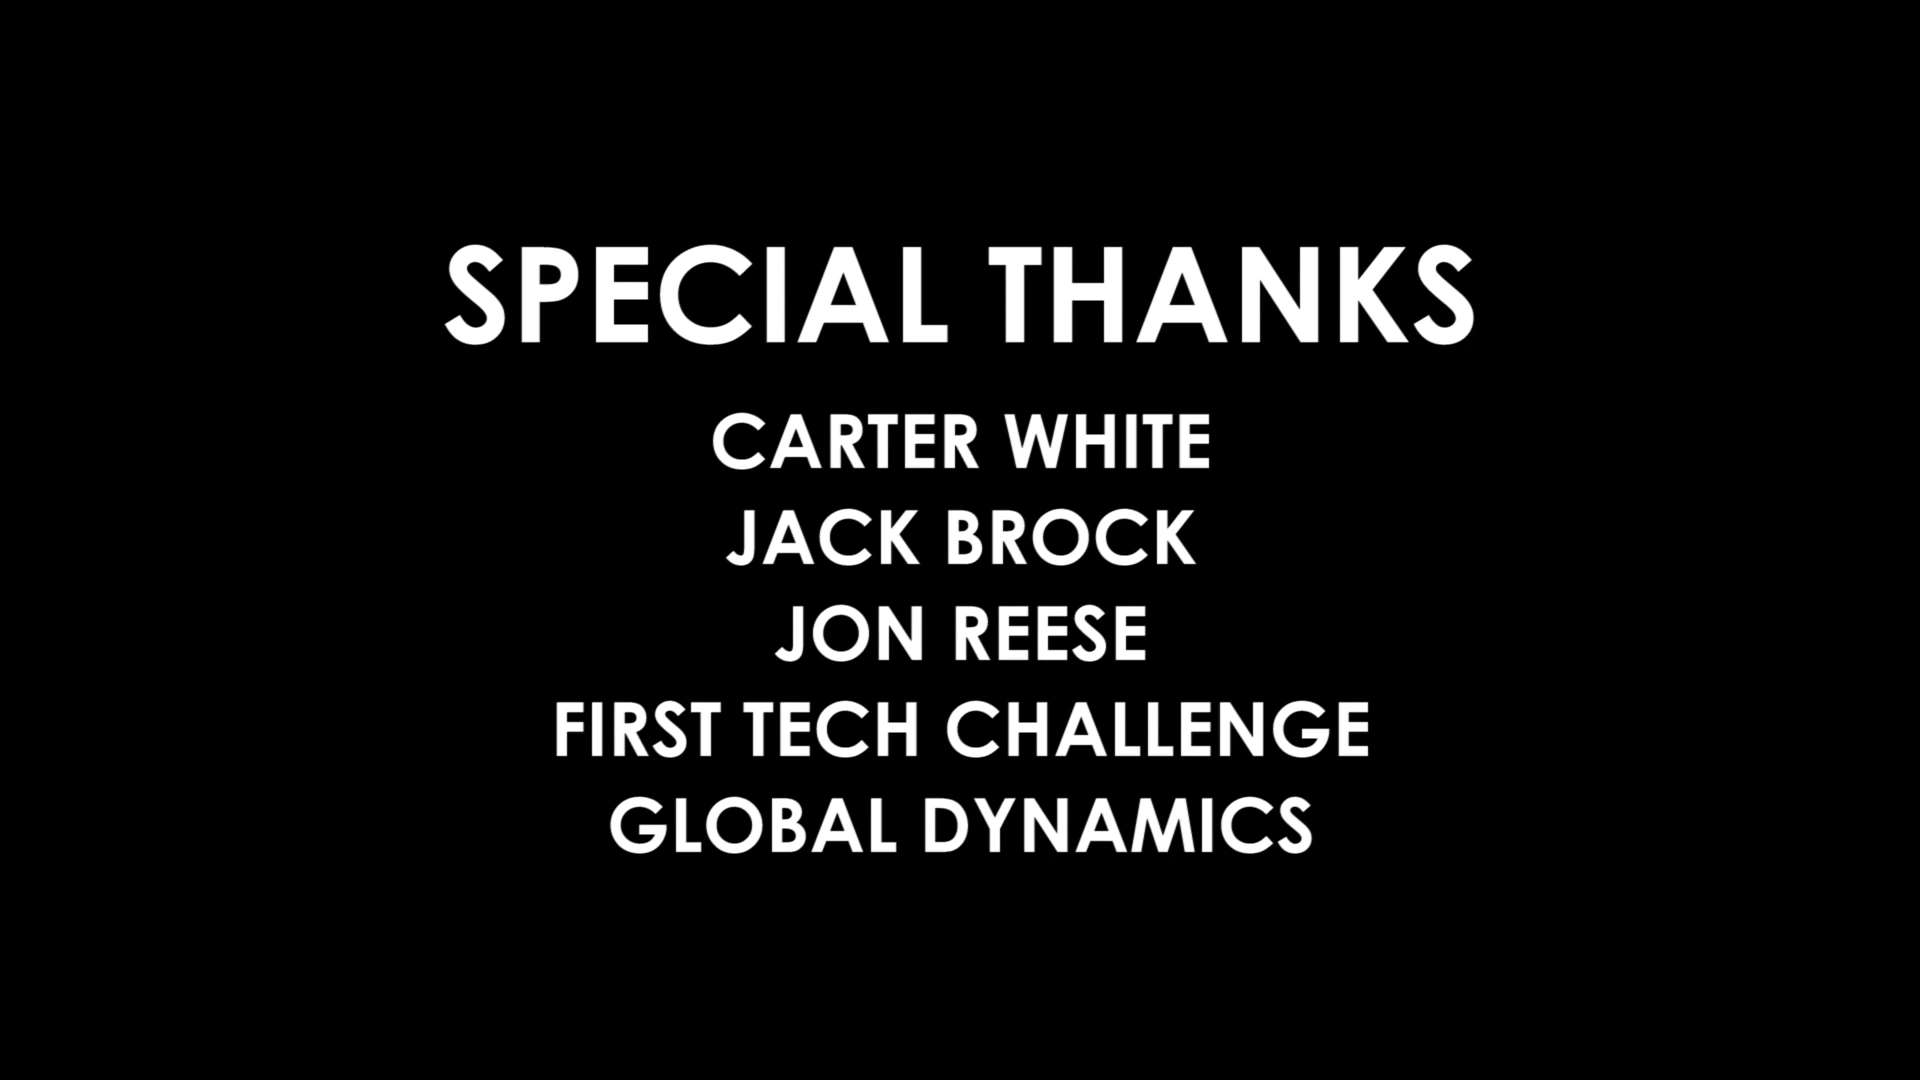 SPECIAL THANKS
CARTER WHITE
JACK BROCK
JON REESE
FIRST TECH CHALLENGE
GLOBAL DYNAMICS